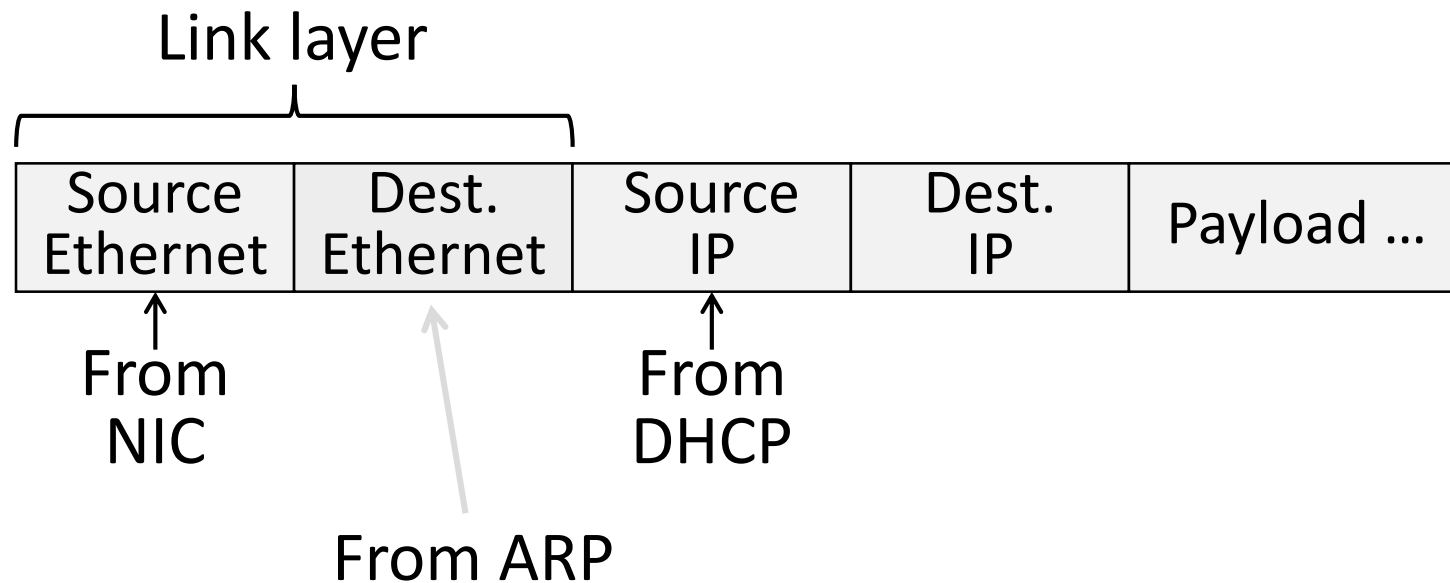 Link layer
Source
Ethernet
Dest.
Ethernet
Source
IP
Dest.
IP
Payload ...
From
NIC
From
DHCP
From ARP